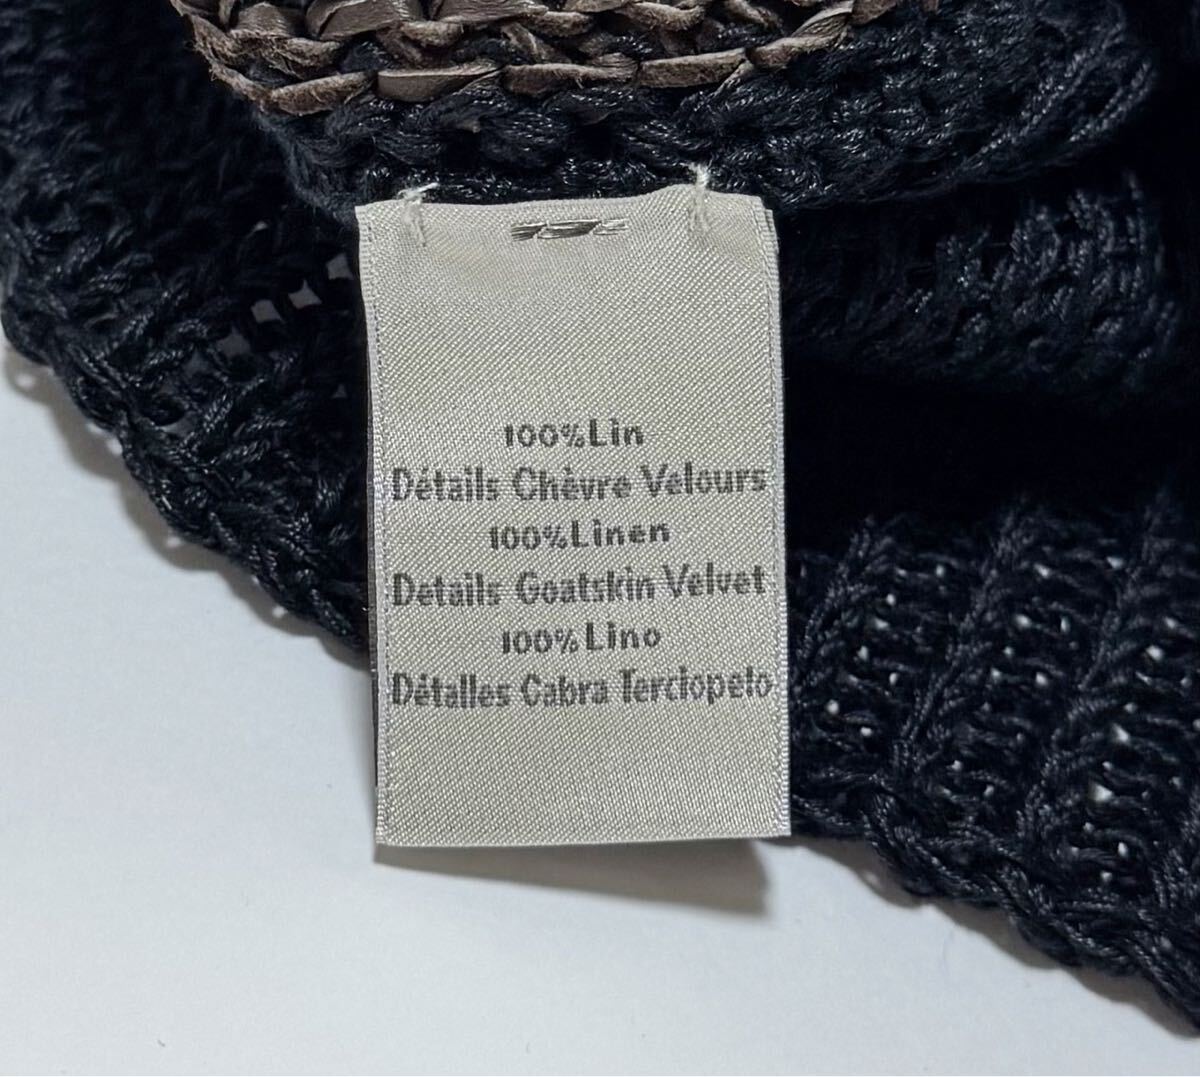 100%Lin
Détails Chèvre Velours
100%Linen
Details Goatskin Velvet
100%Lino
Détalles Cabra Terciopelo